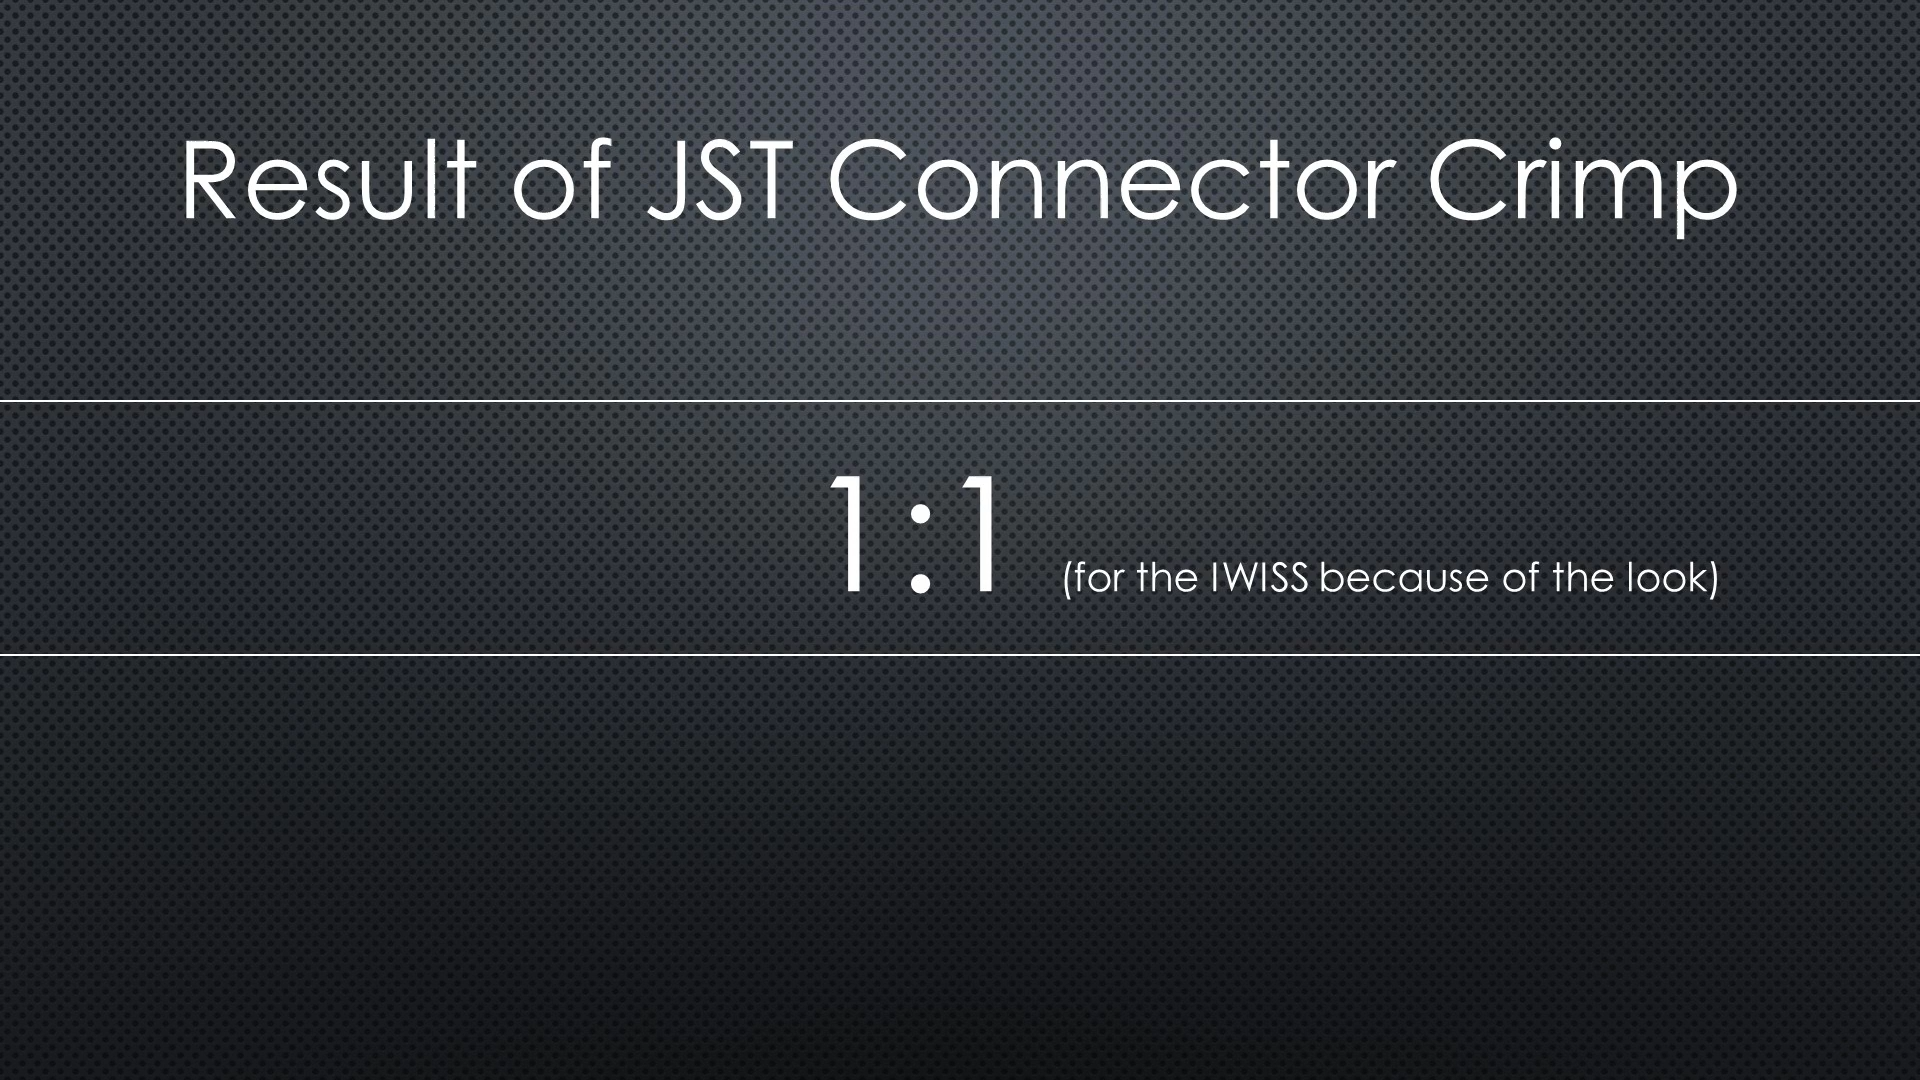 Result of JST Connector Crimp
1:1 (for the IWISS because of the look)